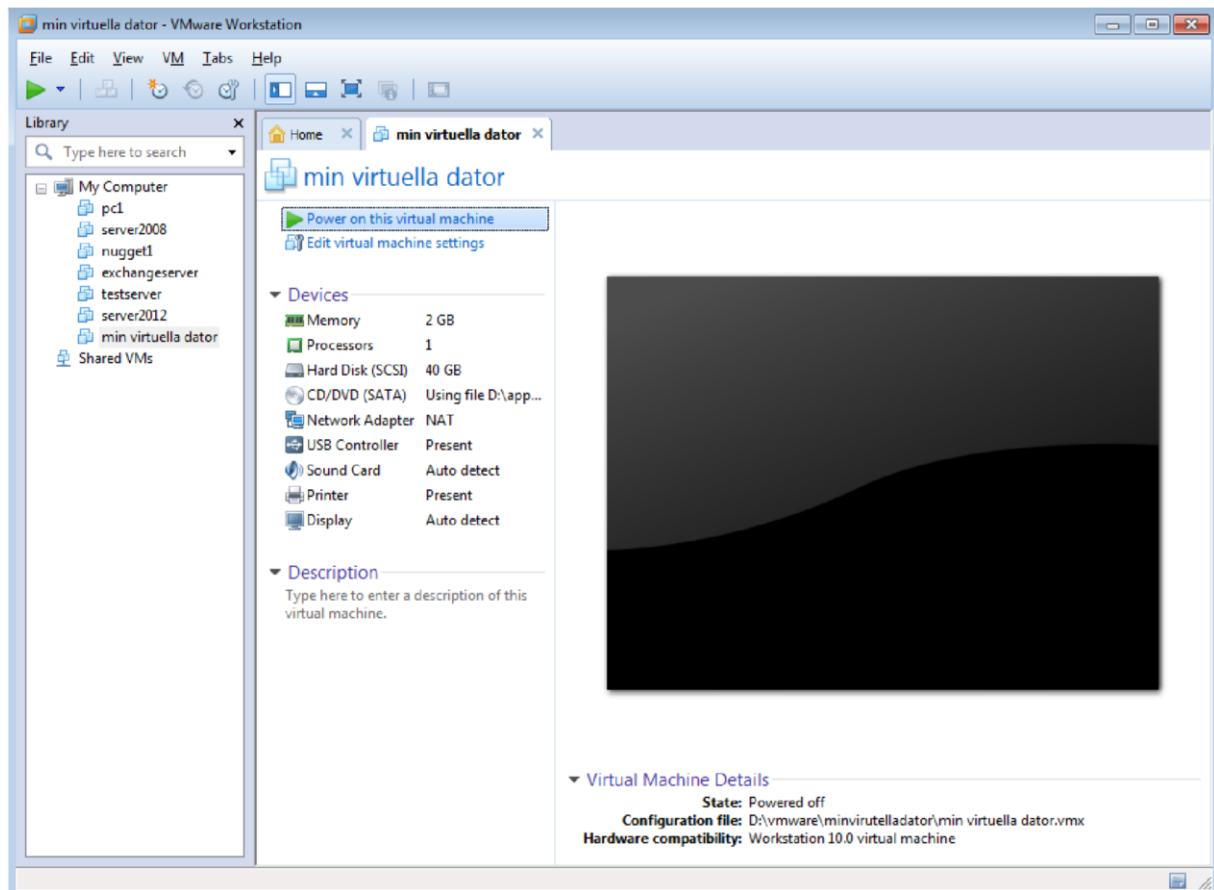 min virtuella dator - VMware Workstation
File Edit View VM Tabs Help
Library x
Home × min virtuella dator ×
Type here to search
min virtuella dator
My Computer
pc1
server2008
nugget1
exchangeserver
testserver
server2012
min virtuella dator
Shared VMs
Power on this virtual machine
Edit virtual machine settings
Devices
Memory 2 GB
Processors 1
Hard Disk (SCSI) 40 GB
CD/DVD (SATA) Using file D:\app...
Network Adapter NAT
USB Controller Present
Sound Card Auto detect
Printer Present
Display Auto detect
Description
Type here to enter a description of this
virtual machine.
Virtual Machine Details
State: Powered off
Configuration file: D:\vmware\minvirutelladator\min virtuella dator.vmx
Hardware compatibility: Workstation 10.0 virtual machine